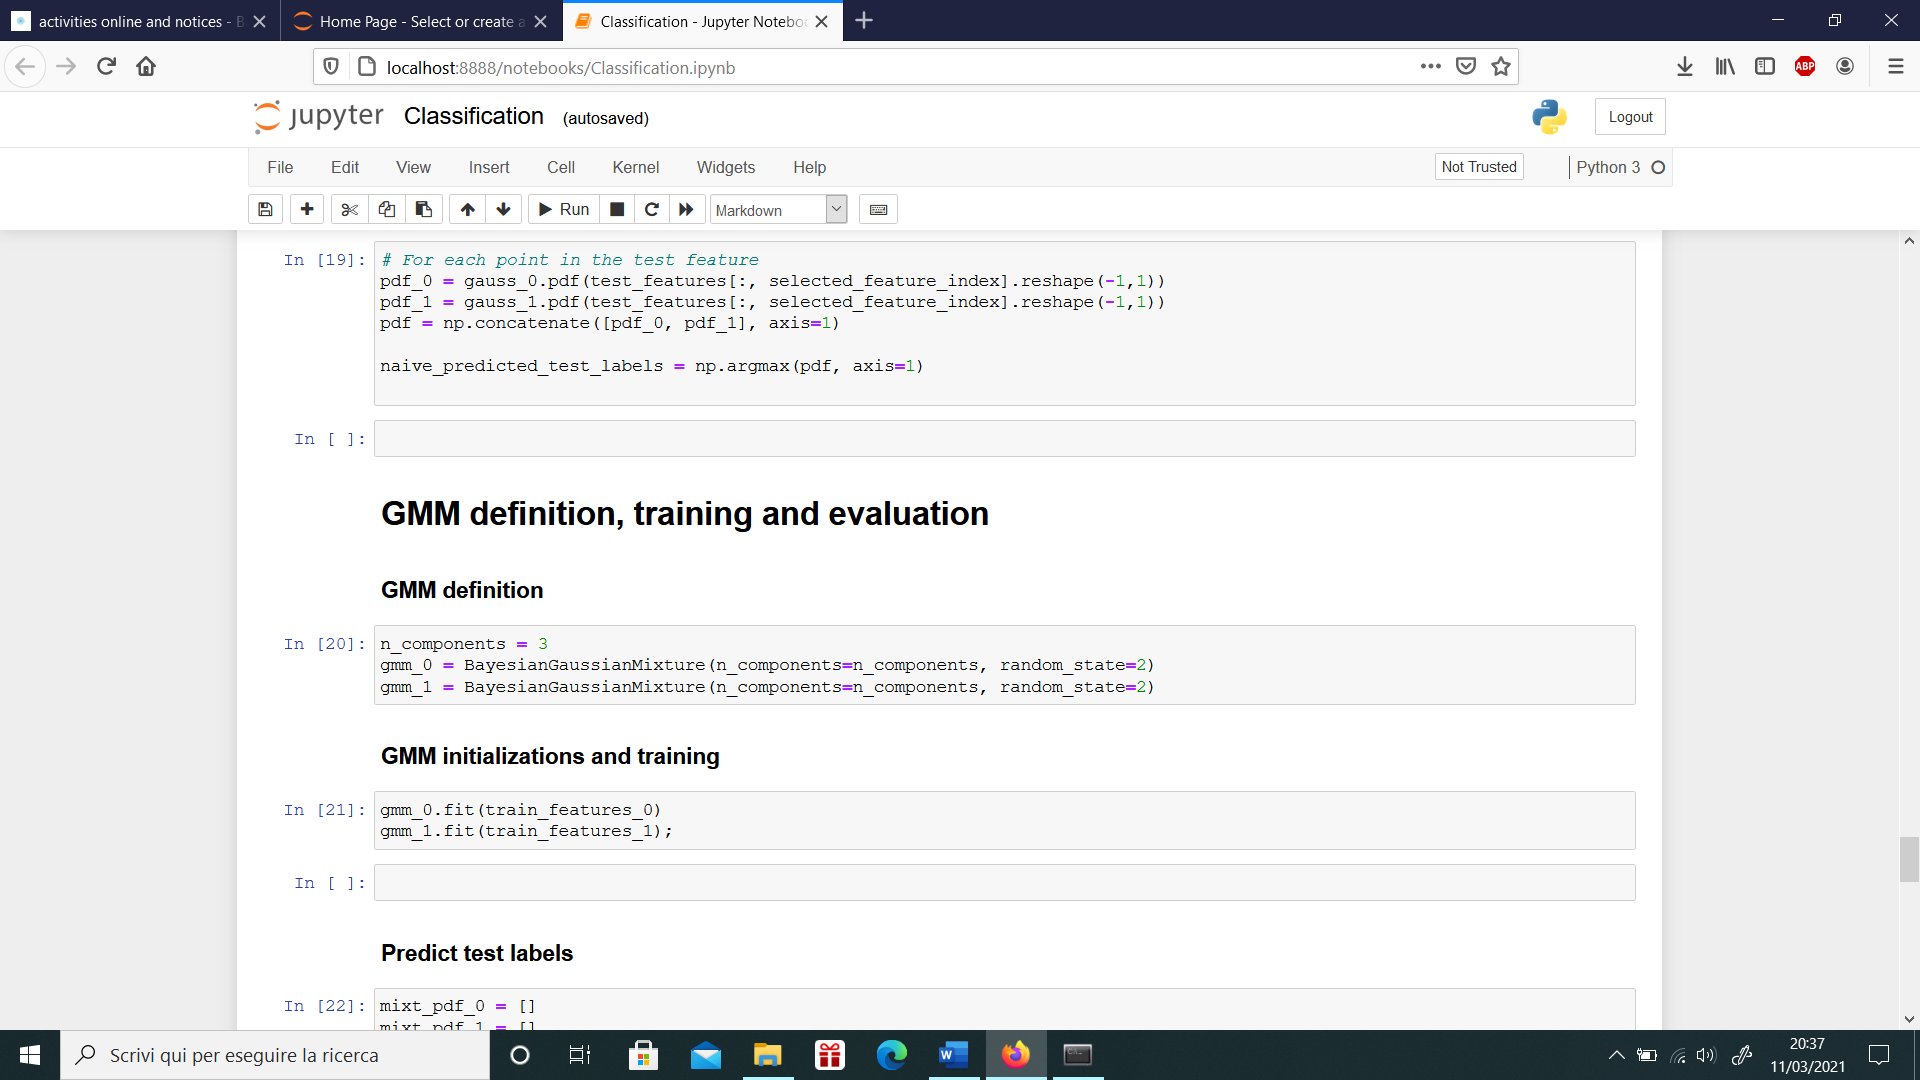 activities online and notices - B
Home Page - Select or create a
Classification - Jupyter Notebo
localhost:8888/notebooks/Classification.ipynb
ABP
jupyter Classification (autosaved)
Logout
File Edit View Insert Cell Kernel Widgets Help
Not Trusted
Python 3
Run
Markdown
In [19]: # For each point in the test feature
pdf_0 = gauss_0.pdf(test_features[:, selected_feature_index].reshape(-1,1))
pdf_1 = gauss_1.pdf(test_features[:, selected_feature_index].reshape(-1,1))
pdf = np.concatenate([pdf_0, pdf_1], axis=1)
naive_predicted_test_labels = np.argmax(pdf, axis=1)
In [ ]:
GMM definition, training and evaluation
GMM definition
In [20]: n_components = 3
gmm_0 = BayesianGaussianMixture(n_components=n_components, random_state=2)
gmm_1 = BayesianGaussianMixture(n_components=n_components, random_state=2)
GMM initializations and training
In [21]: gmm_0.fit(train_features_0)
gmm_1.fit(train_features_1);
In [ ]:
Predict test labels
In [22]: mixt_pdf_0 = []
mixt_pdf_1 = []
Scrivi qui per eseguire la ricerca
W
20:37
11/03/2021